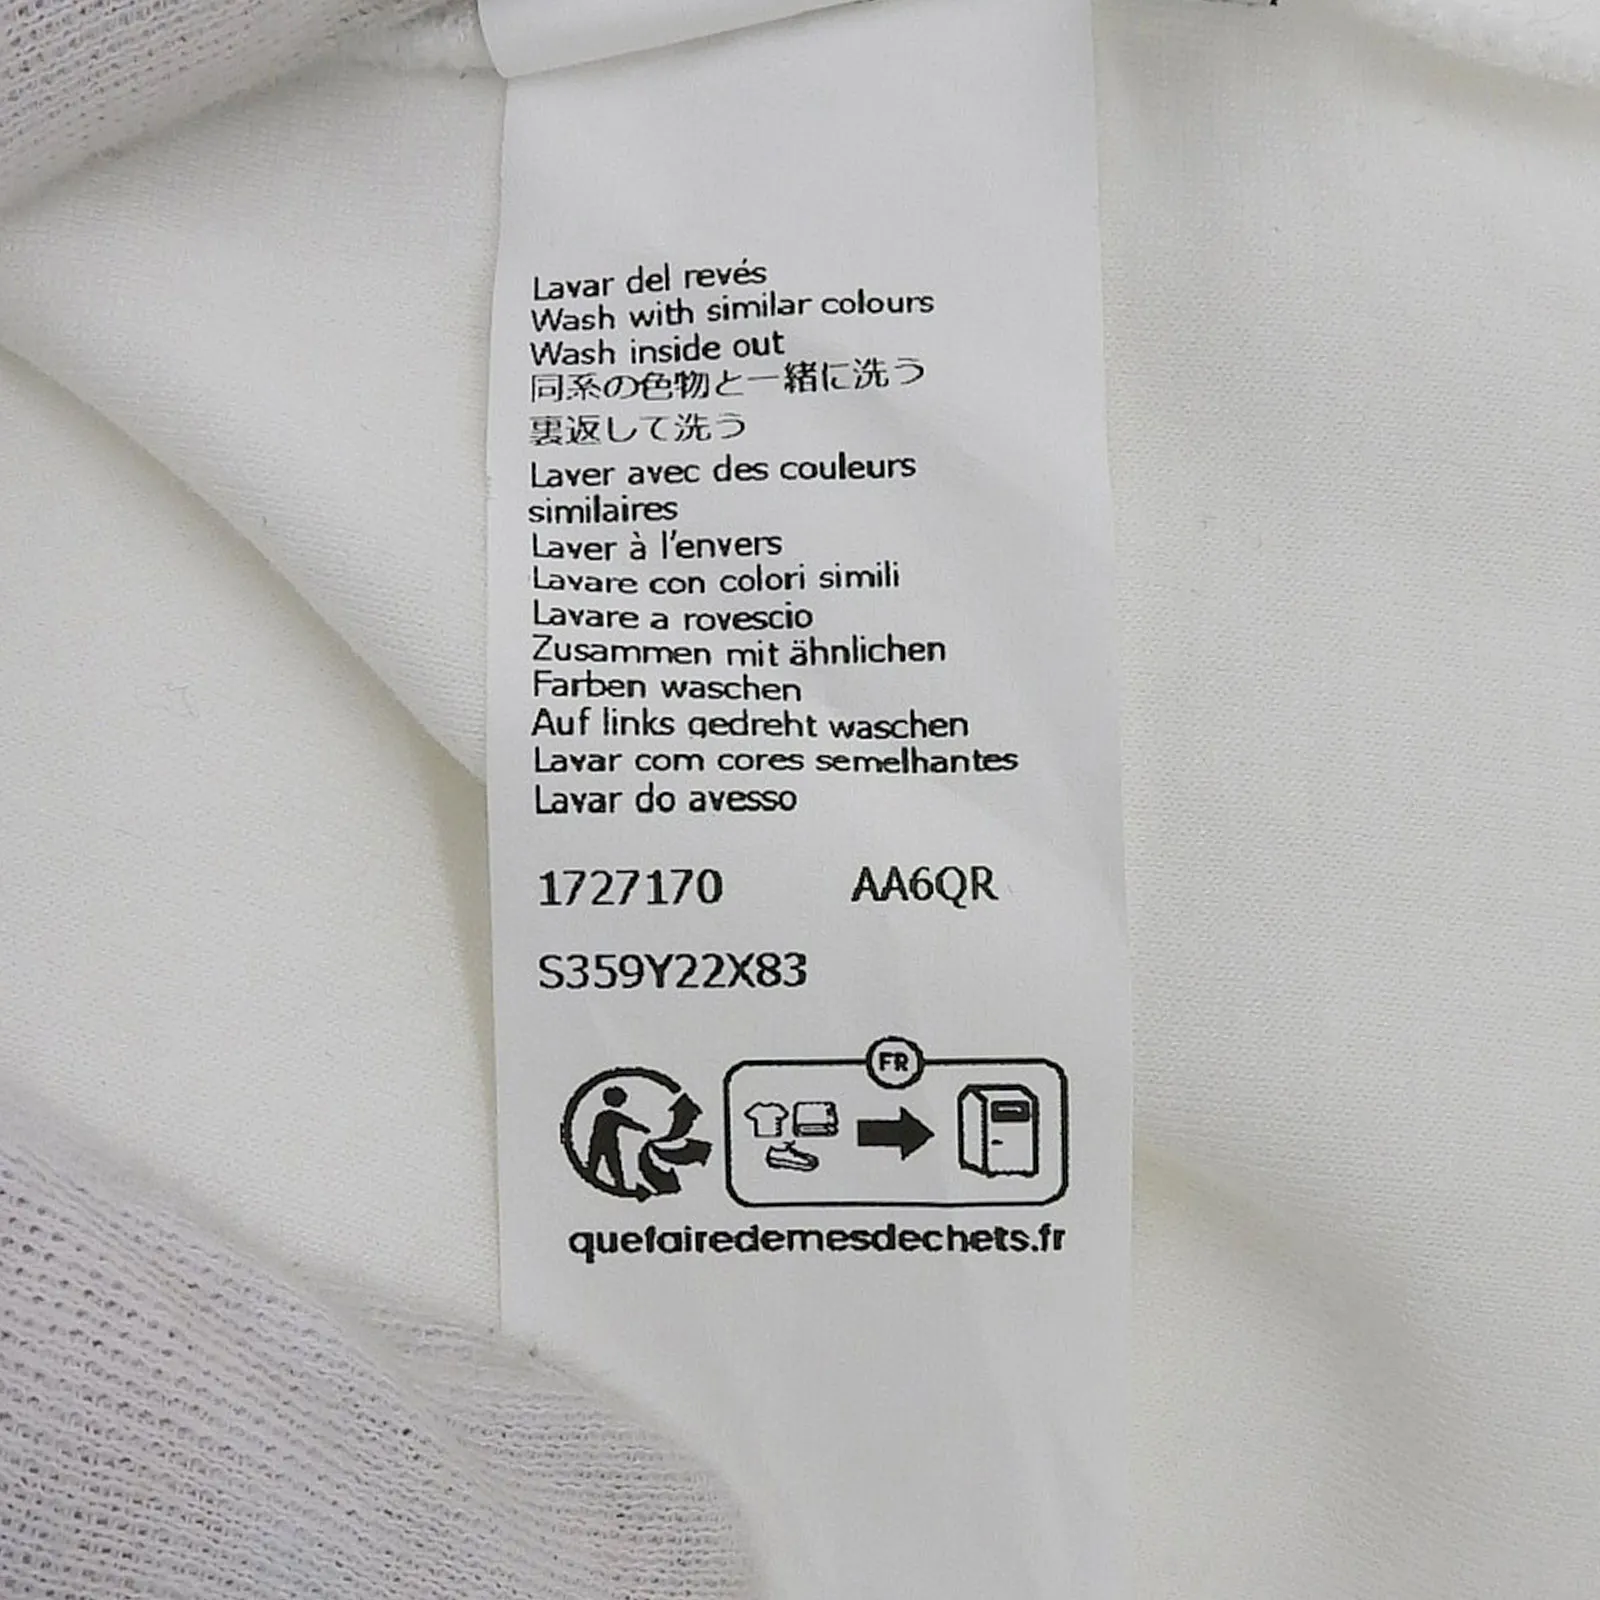 Lavar del revés
Wash with similar colours
Wash inside out
同系の色物と一緒に洗う
裏返して洗う
Laver avec des couleurs
similaires
Laver à l'envers
Lavare con colori simili
Lavare a rovescio
Zusammen mit ähnlichen
Farben waschen
Auf links gedreht waschen
Lavar com cores semelhantes
Lavar do avesso
1727170 AA6QR
S359Y22X83
FR
quefairedemesdechets.fr